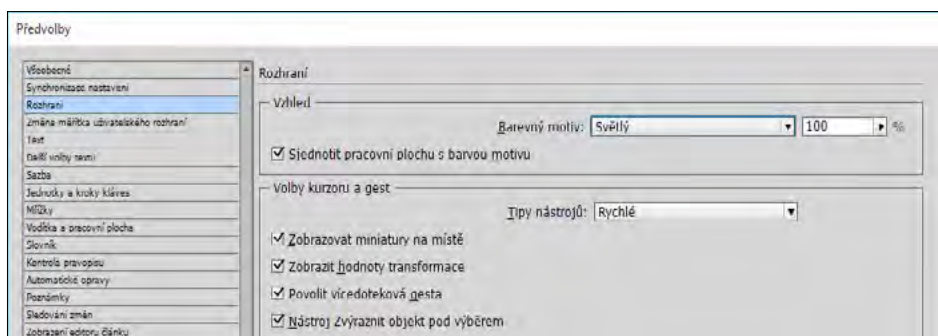 Předvolby
Všeobecné
Synchronizace nastavení
Rozhraní
Změna měřítka uživatelského rozhraní
Text
Další volby textu
Sazba
Jednotky a kroky kláves
Mřížky
Vodítka a pracovní plocha
Slovník
Kontrola pravopisu
Automatické opravy
Poznámky
Sledování změn
Zobrazení editoru článku
Rozhraní
Vzhled
Barevný motiv: Světlý 100 %
Sjednotit pracovní plochu s barvou motivu
Volby kurzoru a gest
Tipy nástrojů: Rychlé
Zobrazovat miniatury na místě
Zobrazit hodnoty transformace
Povolit vícedoteková gesta
Nástroj Zvýraznit objekt pod výběrem